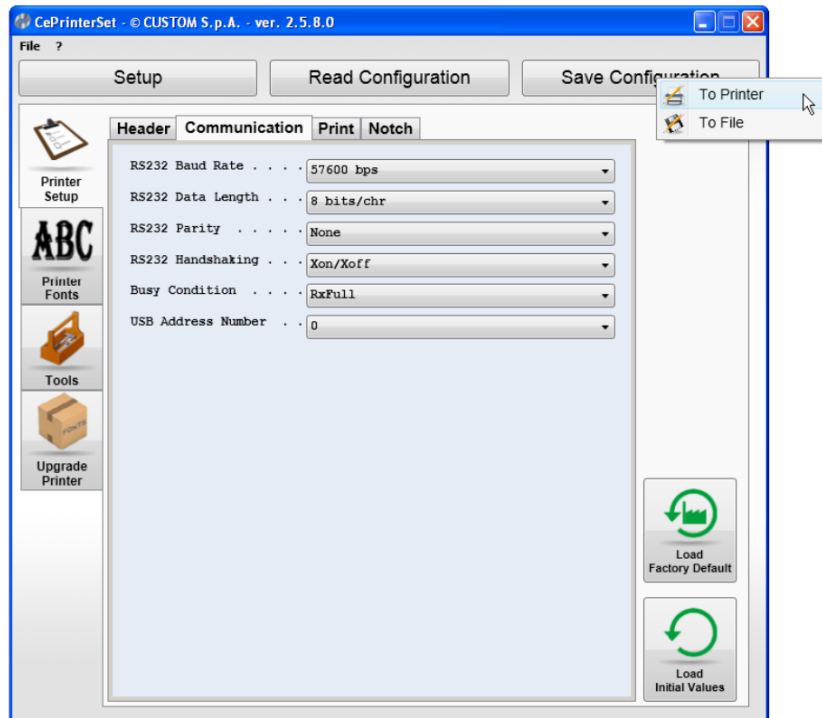 CePrinterSet - © CUSTOM S.p.A. - ver. 2.5.8.0
File ?
Setup
Read Configuration
Save Configuration
To Printer
To File
Printer
Setup
ABC
Printer
Fonts
Tools
FONTS
Upgrade
Printer
Header Communication Print Notch
RS232 Baud Rate . . . . 57600 bps
RS232 Data Length . . . 8 bits/chr
RS232 Parity . . . . . None
RS232 Handshaking . . . Xon/Xoff
Busy Condition . . . . RxFull
USB Address Number . . 0
Load
Factory Default
Load
Initial Values